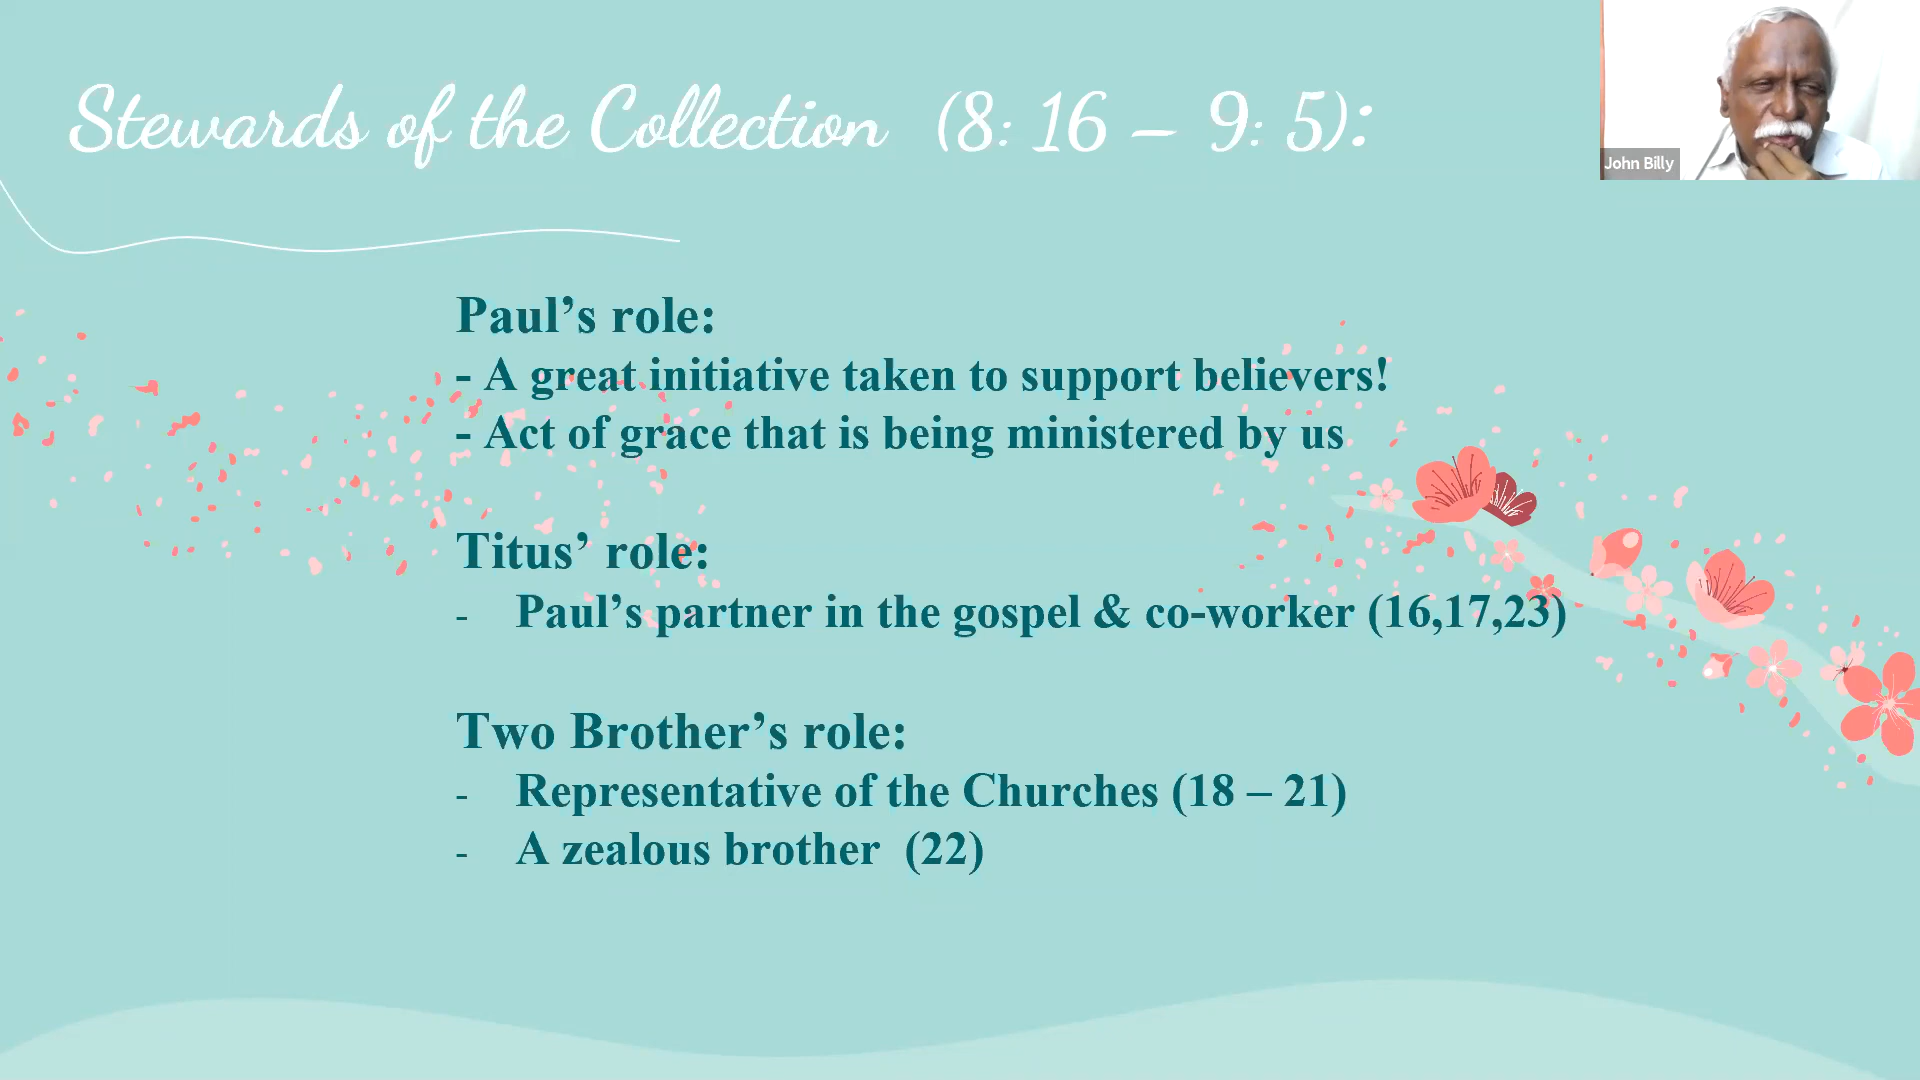 Stewards of the Collection (8: 16 – 9: 5):
John Billy
Paul’s role:
- A great initiative taken to support believers!
- Act of grace that is being ministered by us
Titus’ role:
- Paul’s partner in the gospel & co-worker (16,17,23)
Two Brother’s role:
- Representative of the Churches (18 – 21)
- A zealous brother (22)